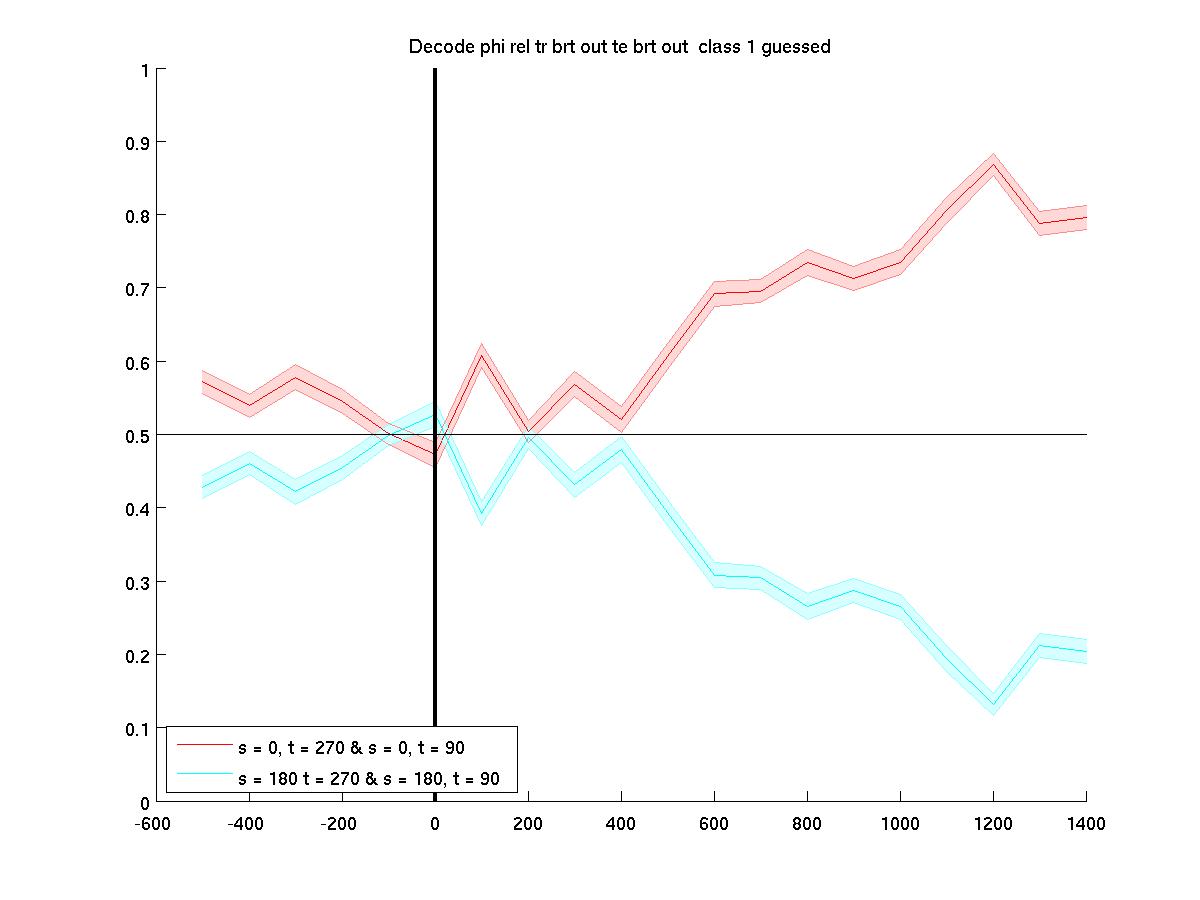 Decode phi rel tr brt out te brt out  class 1 guessed
1
0.9
0.8
0.7
0.6
0.5
0.4
0.3
0.2
0.1
0
s = 0, t = 270 & s = 0, t = 90
s = 180 t = 270 & s = 180, t = 90
-600 -400 -200 0 200 400 600 800 1000 1200 1400